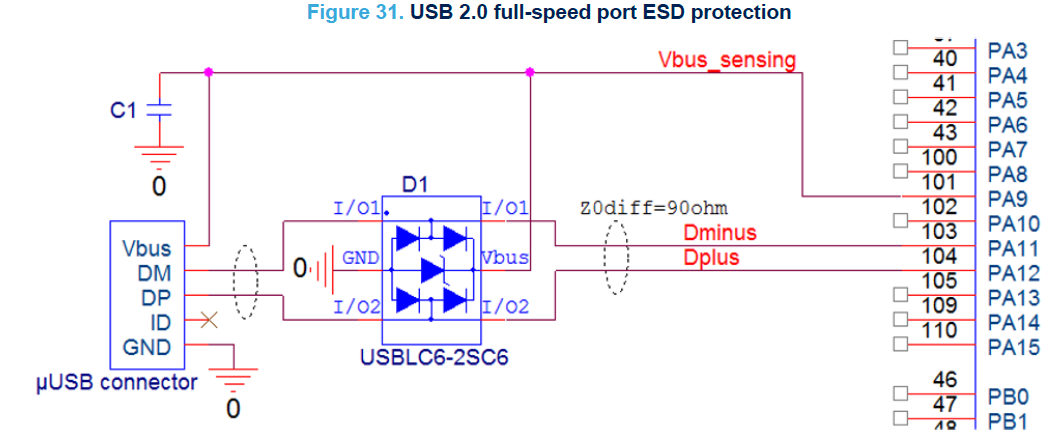 Figure 31. USB 2.0 full-speed port ESD protection
Vbus_sensing
C1
0
D1
I/O1
I/O1
GND
Vbus
I/O2
I/O2
0
USBLC6-2SC6
Z0diff=90ohm
Dminus
Dplus
Vbus
DM
DP
ID
GND
µUSB connector
0
PA3
40 PA4
41 PA5
42 PA6
43 PA7
100 PA8
101 PA9
102 PA10
103 PA11
104 PA12
105 PA13
109 PA14
110 PA15
46 PB0
47 PB1